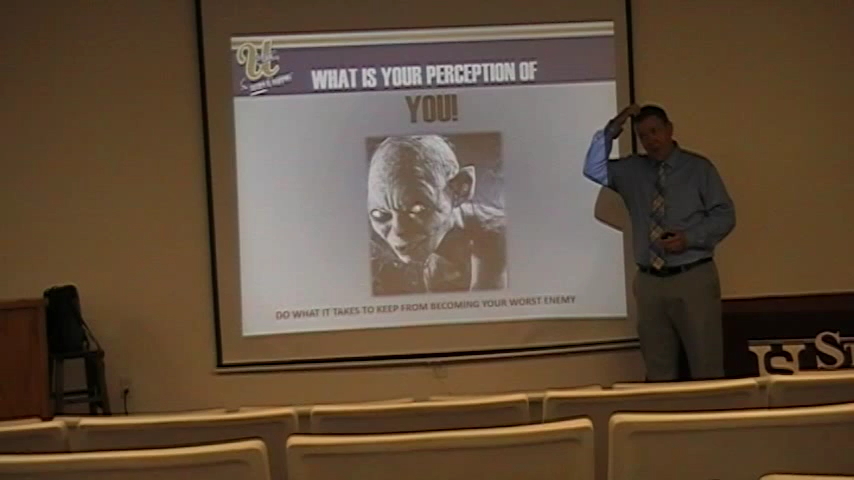 WHAT IS YOUR PERCEPTION OF
YOU!
DO WHAT IT TAKES TO KEEP FROM BECOMING YOUR WORST ENEMY